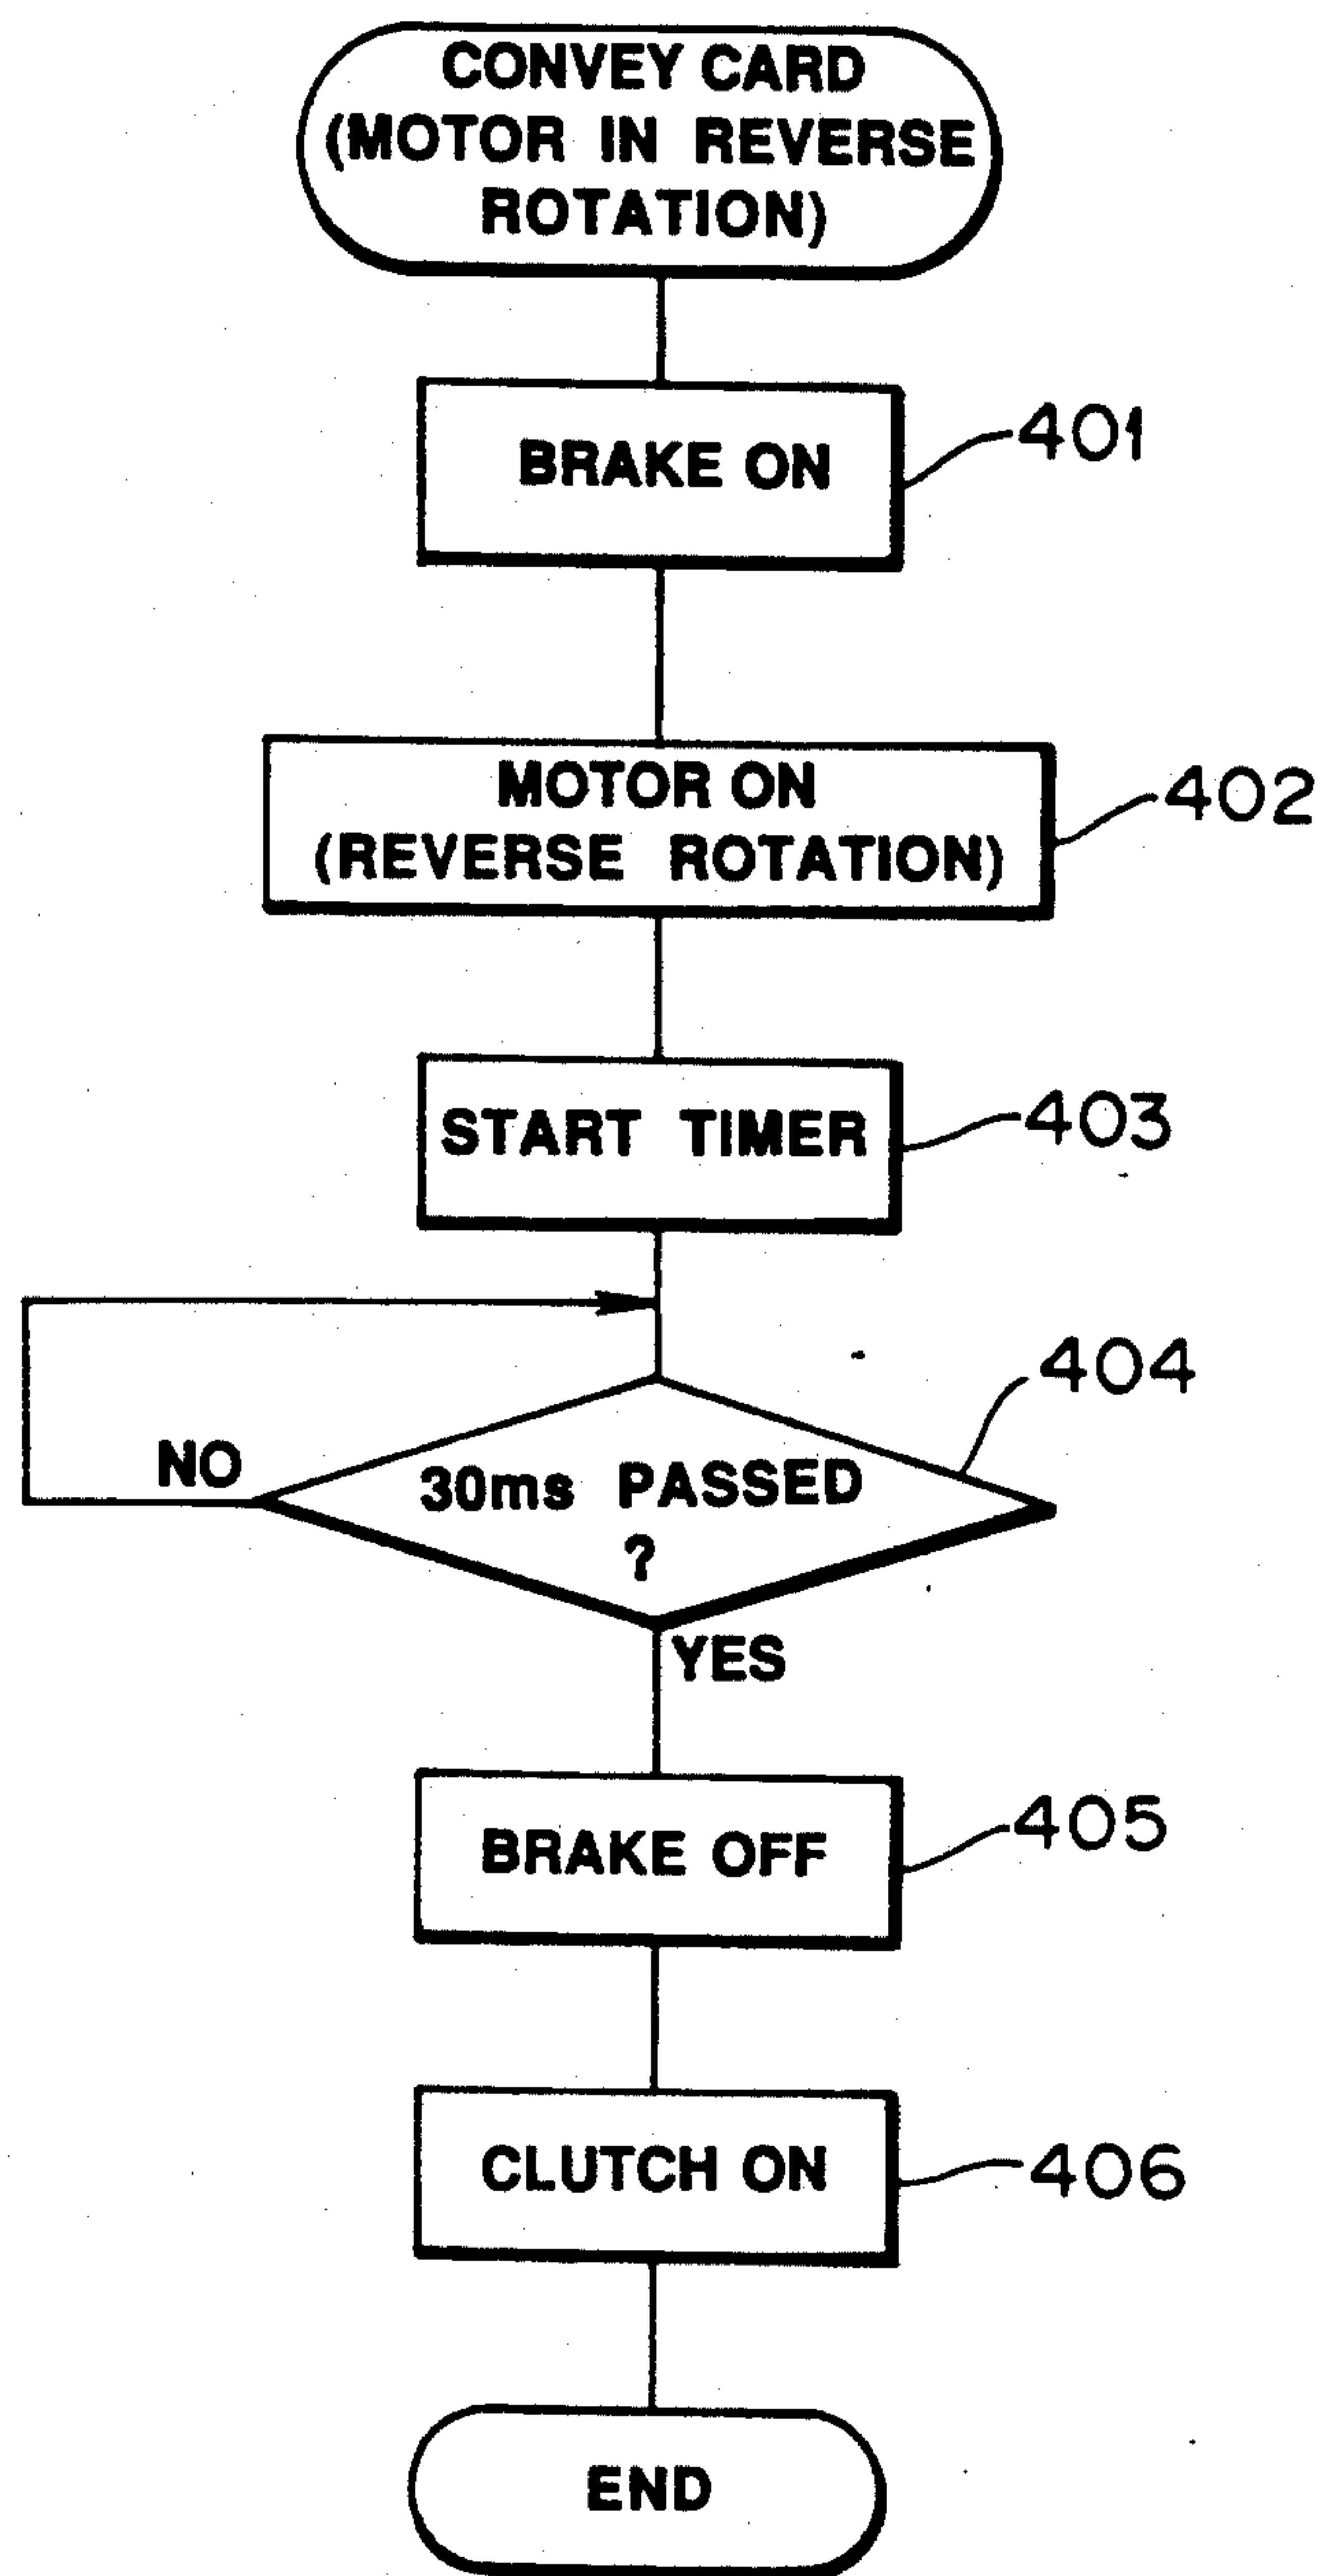 CONVEY CARD
(MOTOR IN REVERSE
ROTATION)
BRAKE ON
401
MOTOR ON
(REVERSE ROTATION)
402
START TIMER
403
404
NO
30ms PASSED
?
YES
BRAKE OFF
405
CLUTCH ON
406
END